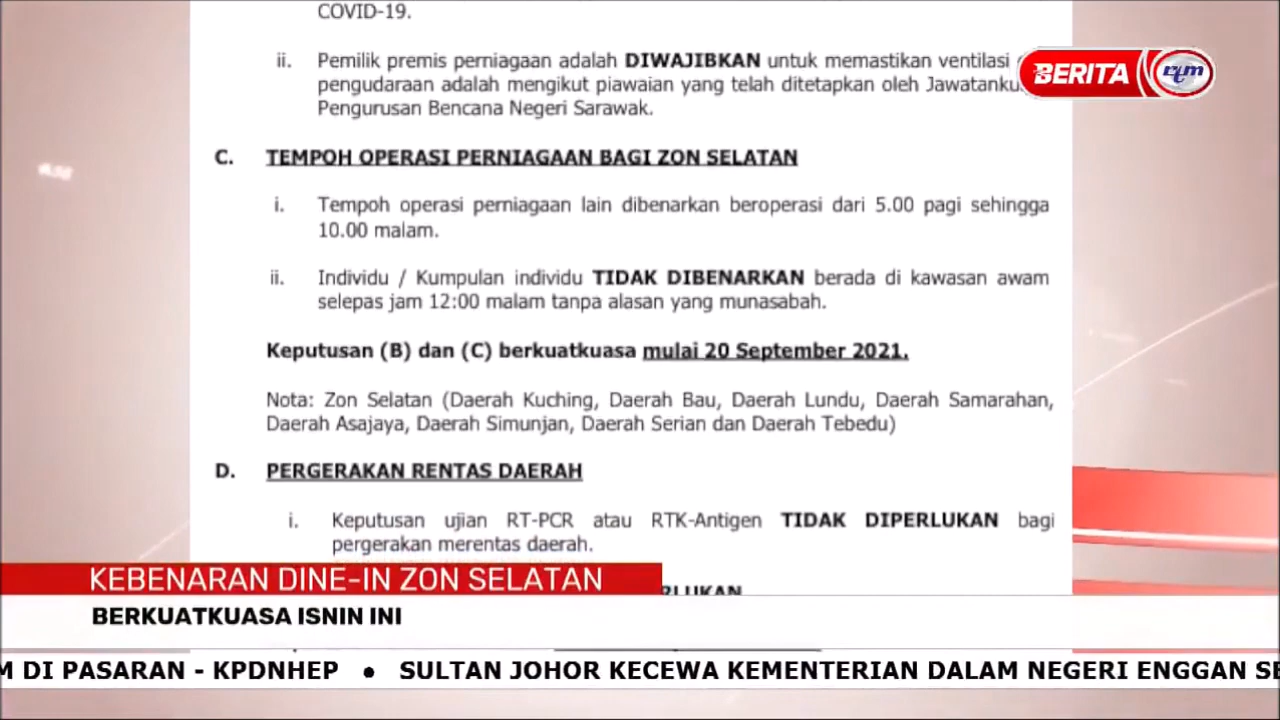 COVID-19.
ii. Pemilik premis perniagaan adalah DIWAJIBKAN untuk memastikan ventilasi
pengudaraan adalah mengikut piawaian yang telah ditetapkan oleh
Pengurusan Bencana Negeri Sarawak.
BERITA rtm
C. TEMPOH OPERASI PERNIAGAAN BAGI ZON SELATAN
i. Tempoh operasi perniagaan lain dibenarkan beroperasi dari 5.00 pagi sehingga
10.00 malam.
ii. Individu / Kumpulan individu TIDAK DIBENARKAN berada di kawasan awam
selepas jam 12:00 malam tanpa alasan yang munasabah.
Keputusan (B) dan (C) berkuatkuasa mulai 20 September 2021.
Nota: Zon Selatan (Daerah Kuching, Daerah Bau, Daerah Lundu, Daerah Samarahan,
Daerah Asajaya, Daerah Simunjan, Daerah Serian dan Daerah Tebedu)
D. PERGERAKAN RENTAS DAERAH
i. Keputusan ujian RT-PCR atau RTK-Antigen TIDAK DIPERLUKAN bagi
pergerakan merentas daerah.
KEBENARAN DINE-IN ZON SELATAN
BERKUATKUASA ISNIN INI
M DI PASARAN - KPDNHEP • SULTAN JOHOR KECEWA KEMENTERIAN DALAM NEGERI ENGGAN SE